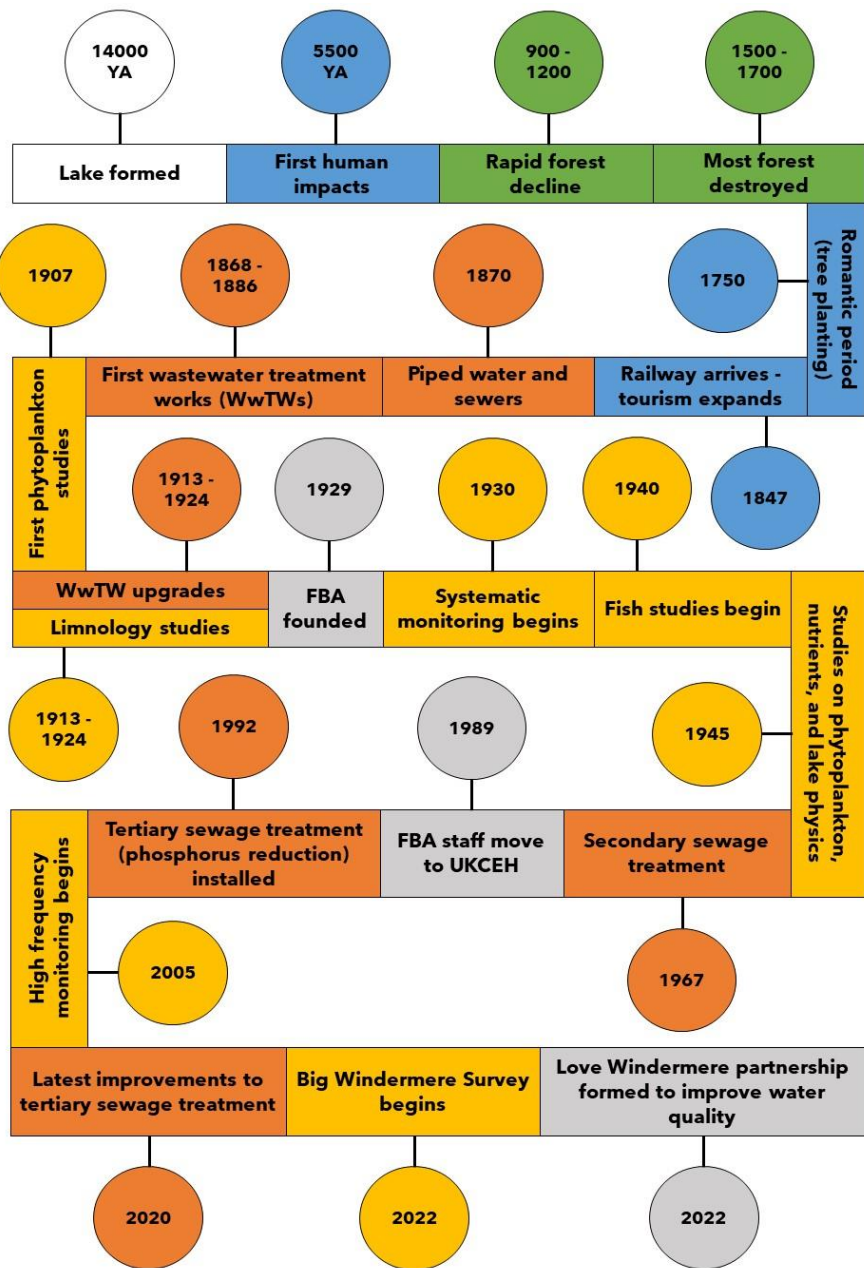 14000
YA
5500
YA
900 -
1200
1500 -
1700
Lake formed
First human
impacts
Rapid forest
decline
Most forest
destroyed
Romantic period
(tree planting)
1750
1907
1868 -
1886
1870
First wastewater treatment
works (WwTWs)
Piped water and
sewers
Railway arrives -
tourism expands
1847
First phytoplankton
studies
1913 -
1924
1929
1930
1940
WwTW upgrades
Limnology studies
FBA
founded
Systematic
monitoring begins
Fish studies begin
Studies on phytoplankton,
nutrients, and lake physics
1913 -
1924
1992
1989
1945
Tertiary sewage treatment
(phosphorus reduction)
installed
FBA staff move
to UKCEH
Secondary sewage
treatment
High frequency
monitoring begins
2005
1967
Latest improvements to
tertiary sewage treatment
Big Windermere Survey
begins
Love Windermere partnership
formed to improve water
quality
2020
2022
2022